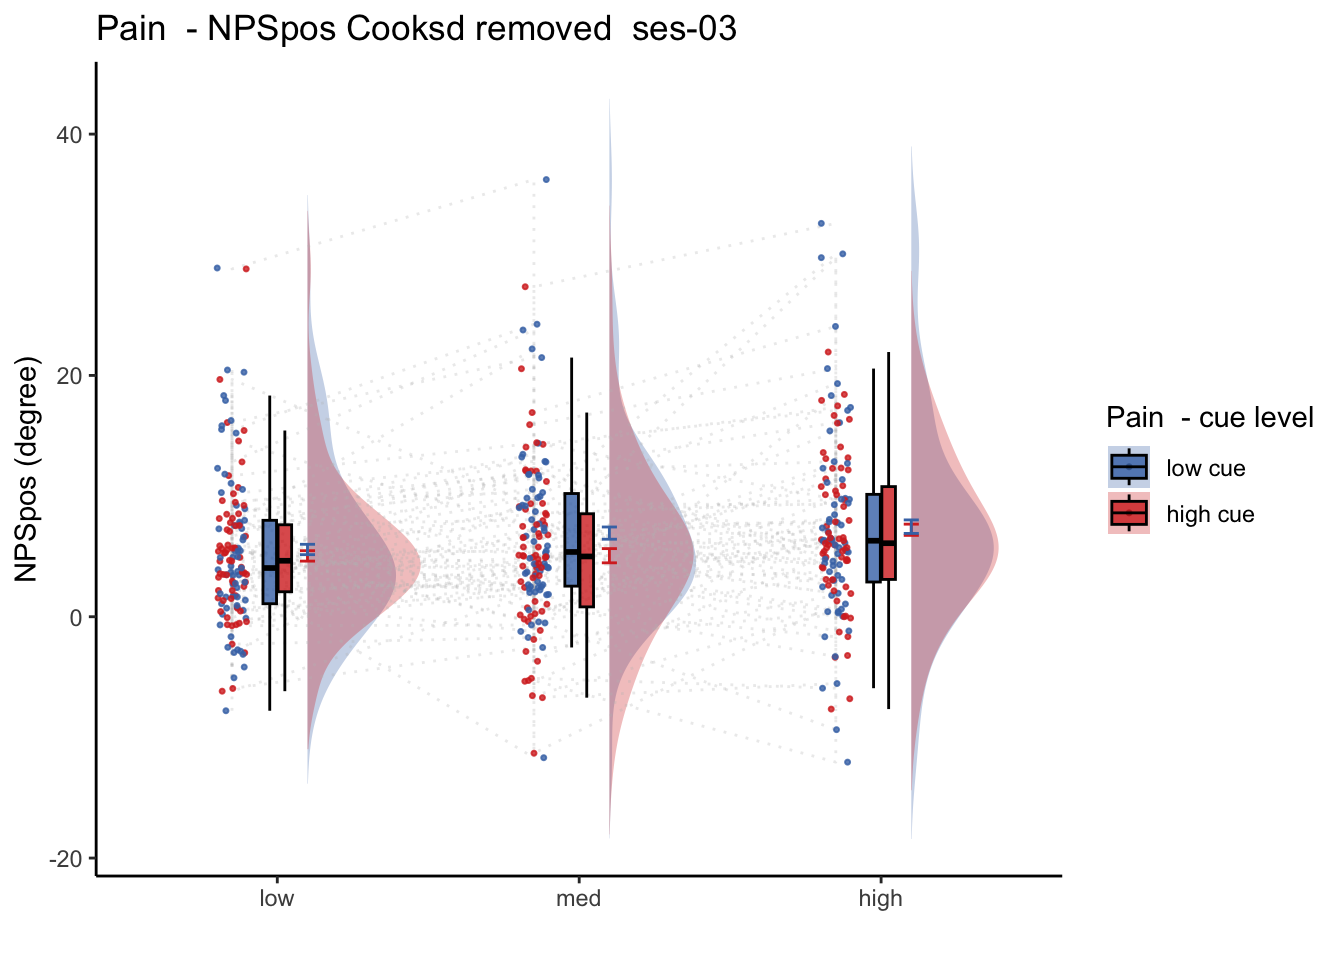 Pain  - NPSpos Cooksd removed  ses-03
NPSpos (degree)
40
20
0
-20
low
med
high
Pain  - cue level
low cue
high cue